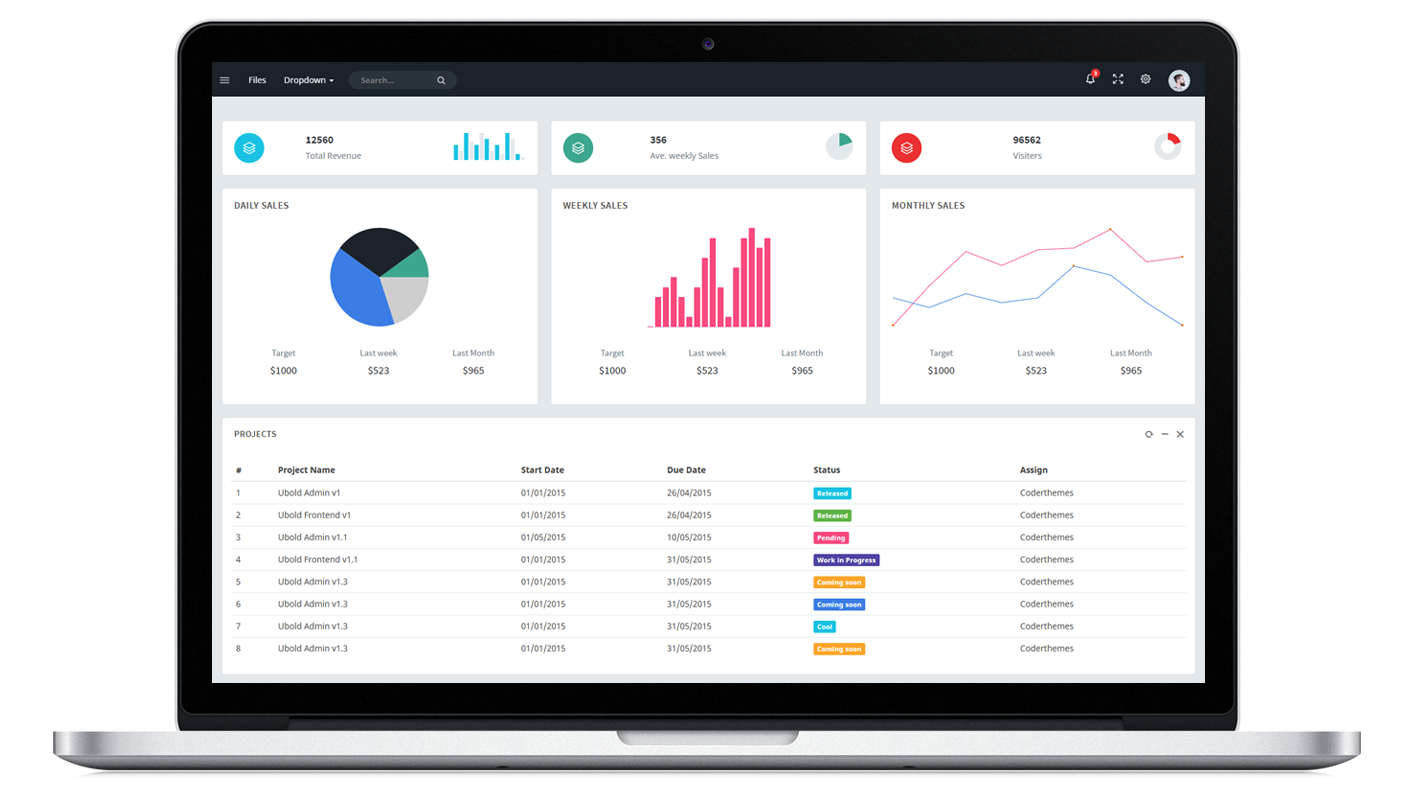 Files Dropdown Search... 3
12560
Total Revenue
356
Ave. weekly Sales
96562
Visiters
DAILY SALES
Target Last week Last Month
$1000 $523 $965
WEEKLY SALES
Target Last week Last Month
$1000 $523 $965
MONTHLY SALES
Target Last week Last Month
$1000 $523 $965
PROJECTS
# Project Name Start Date Due Date Status Assign
1 Ubold Admin v1 01/01/2015 26/04/2015 Released Coderthemes
2 Ubold Frontend v1 01/01/2015 26/04/2015 Released Coderthemes
3 Ubold Admin v1.1 01/05/2015 10/05/2015 Pending Coderthemes
4 Ubold Frontend v1.1 01/01/2015 31/05/2015 Work in Progress Coderthemes
5 Ubold Admin v1.3 01/01/2015 31/05/2015 Coming soon Coderthemes
6 Ubold Admin v1.3 01/01/2015 31/05/2015 Coming soon Coderthemes
7 Ubold Admin v1.3 01/01/2015 31/05/2015 Cool Coderthemes
8 Ubold Admin v1.3 01/01/2015 31/05/2015 Coming soon Coderthemes